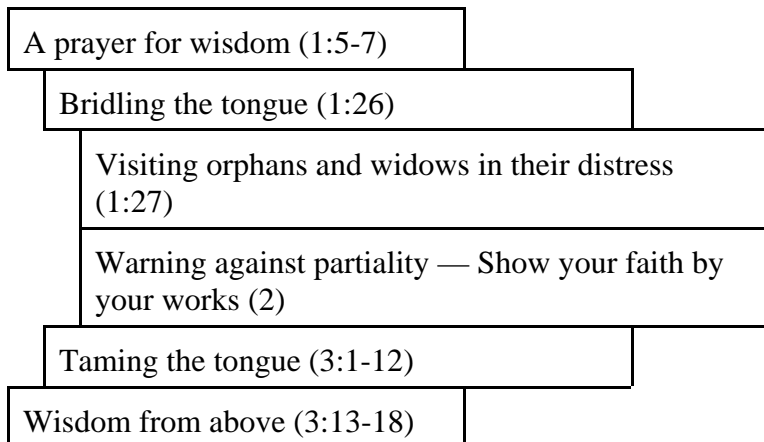 A prayer for wisdom (1:5-7)
Bridling the tongue (1:26)
Visiting orphans and widows in their distress
(1:27)
Warning against partiality — Show your faith by
your works (2)
Taming the tongue (3:1-12)
Wisdom from above (3:13-18)